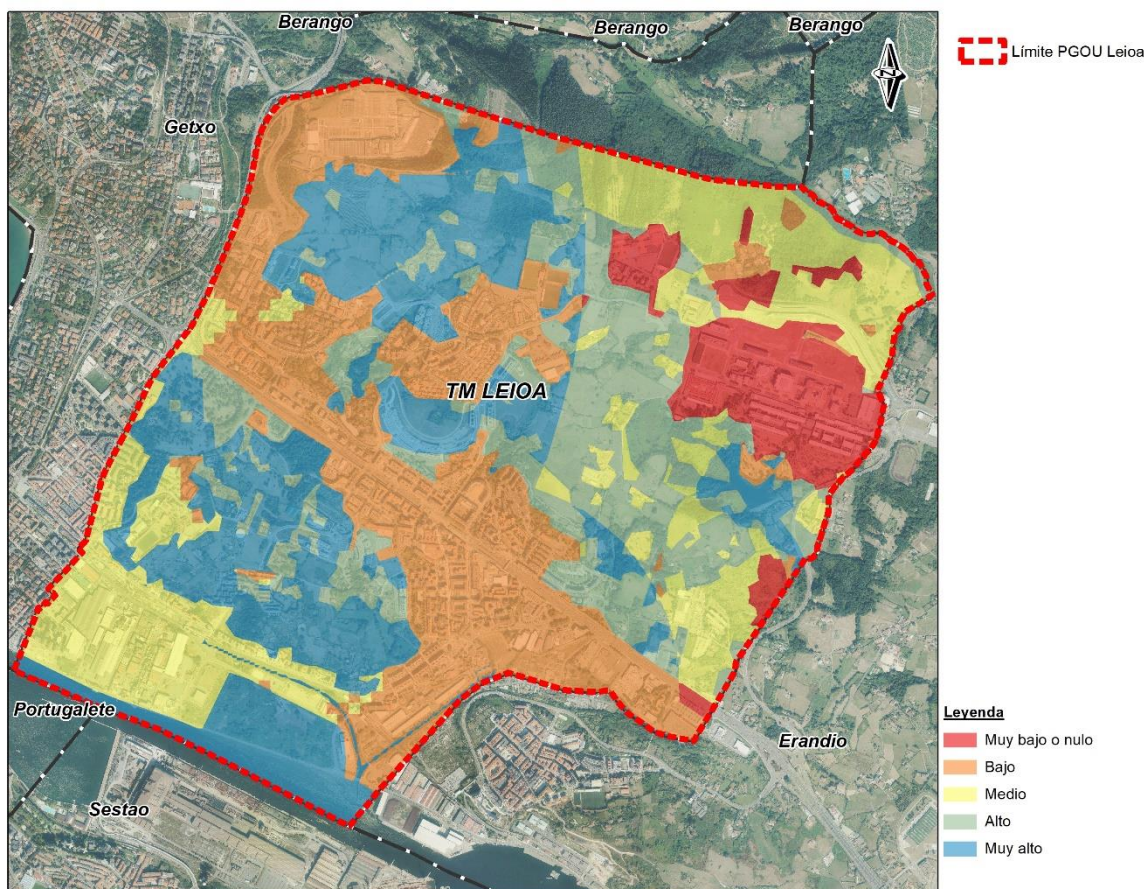 Berango
Berango
Berango
Límite PGOU Leioa
N
Getxo
TM LEIOA
Portugalete
Erandio
Sestao
Leyenda
Muy bajo o nulo
Bajo
Medio
Alto
Muy alto